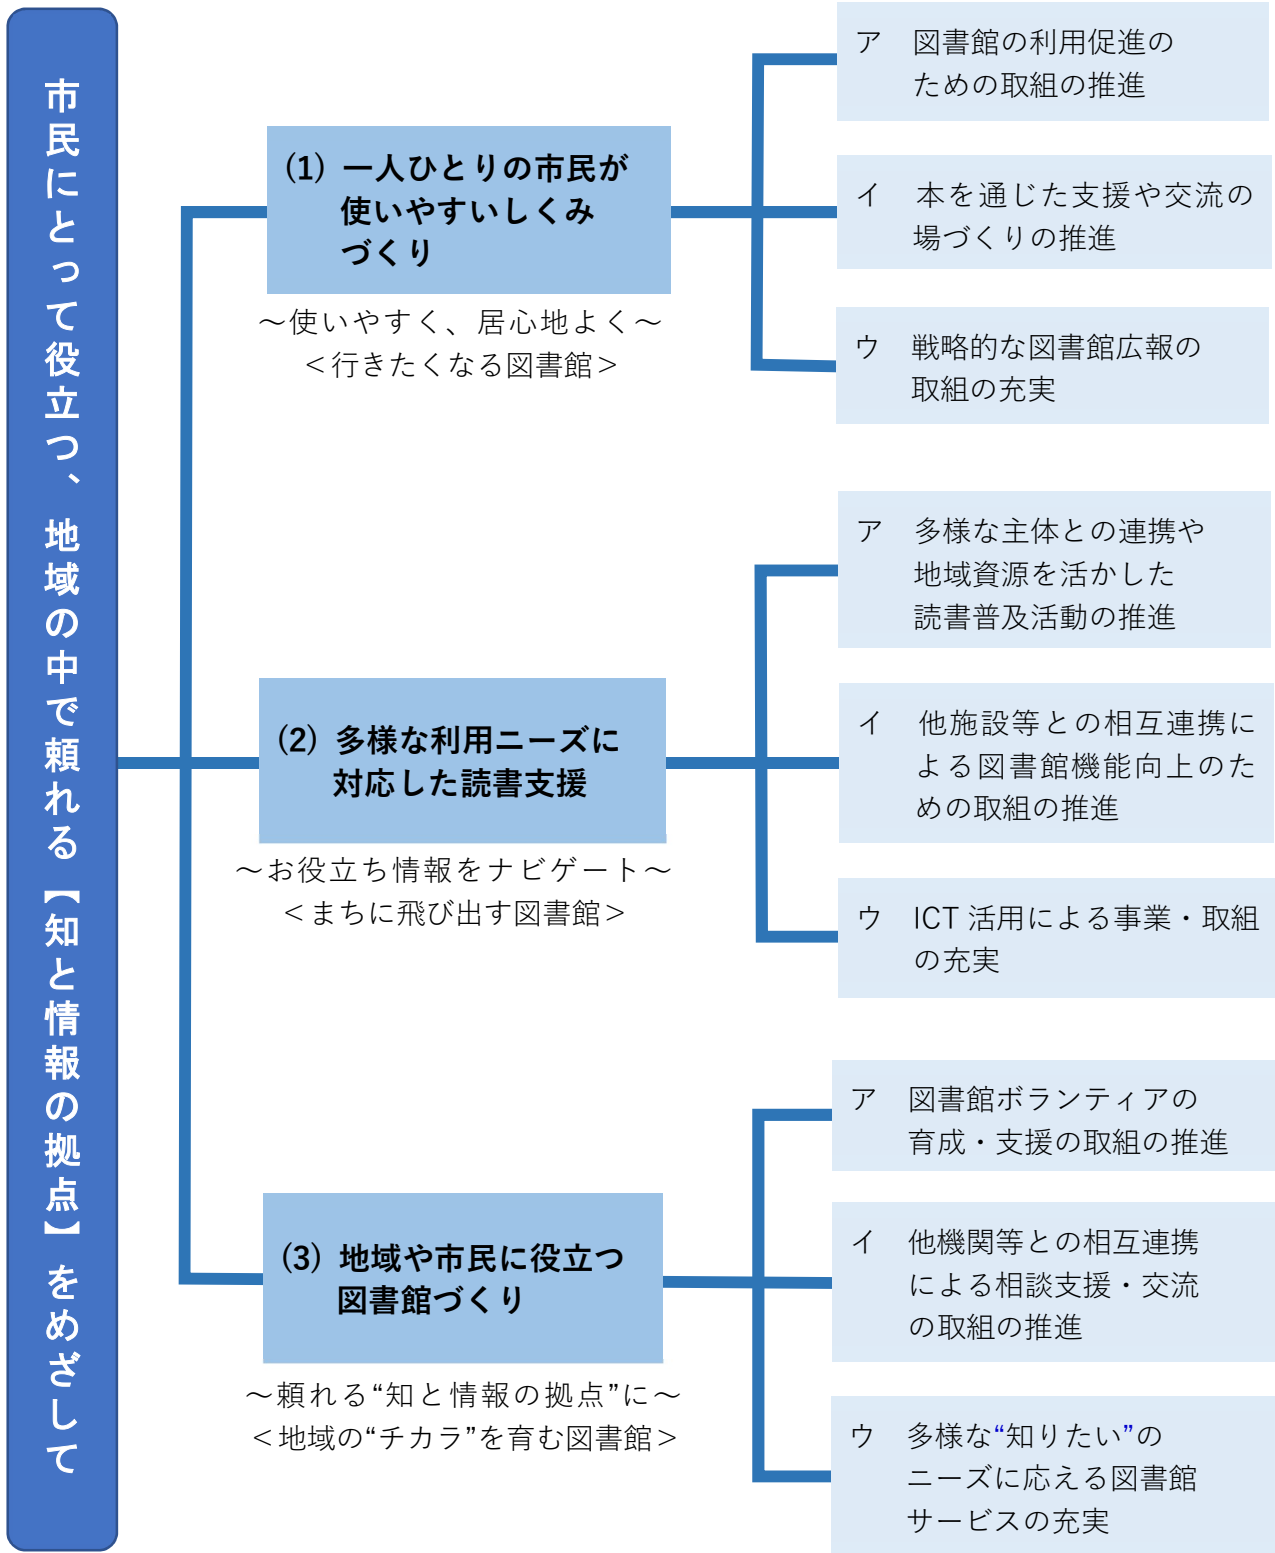 市民にとって役立つ、地域の中で頼れる【知と情報の拠点】をめざして
(1) 一人ひとりの市民が
使いやすいしくみ
づくり
～使いやすく、居心地よく～
＜行きたくなる図書館＞
ア　図書館の利用促進の
ための取組の推進
イ　本を通じた支援や交流の
場づくりの推進
ウ　戦略的な図書館広報の
取組の充実
(2) 多様な利用ニーズに
対応した読書支援
～お役立ち情報をナビゲート～
＜まちに飛び出す図書館＞
ア　多様な主体との連携や
地域資源を活かした
読書普及活動の推進
イ　他施設等との相互連携に
よる図書館機能向上のた
めの取組の推進
ウ　ICT 活用による事業・取組
の充実
(3) 地域や市民に役立つ
図書館づくり
～頼れる“知と情報の拠点”に～
＜地域の“チカラ”を育む図書館＞
ア　図書館ボランティアの
育成・支援の取組の推進
イ　他機関等との相互連携
による相談支援・交流
の取組の推進
ウ　多様な“知りたい”の
ニーズに応える図書館
サービスの充実